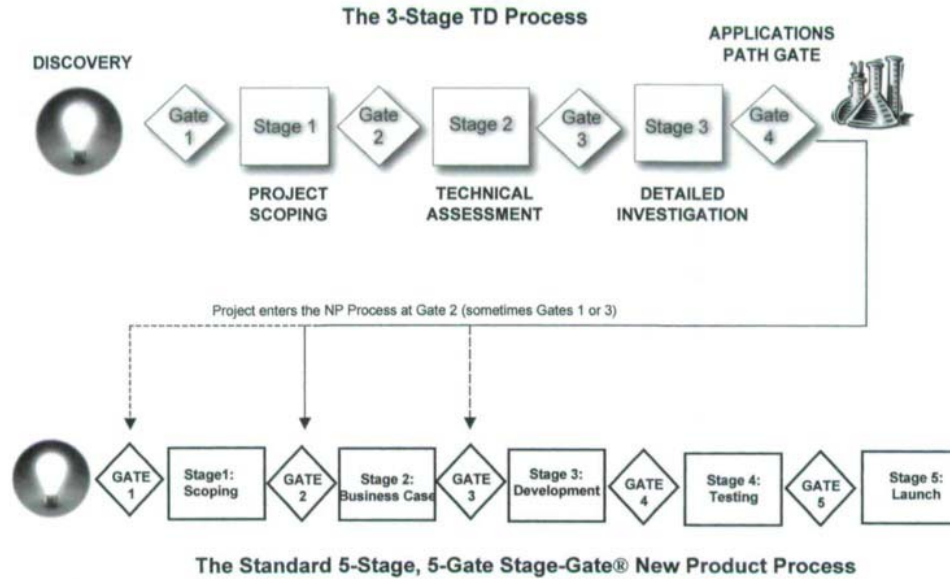 The 3-Stage TD Process
DISCOVERY
APPLICATIONS
PATH GATE
Gate
1
Stage 1
Gate
2
Stage 2
Gate
3
Stage 3
Gate
4
PROJECT
SCOPING
TECHNICAL
ASSESSMENT
DETAILED
INVESTIGATION
Project enters the NP Process at Gate 2 (sometimes Gates 1 or 3)
GATE
1
Stage1:
Scoping
GATE
2
Stage 2:
Business Case
GATE
3
Stage 3:
Development
GATE
4
Stage 4:
Testing
GATE
5
Stage 5:
Launch
The Standard 5-Stage, 5-Gate Stage-Gate® New Product Process